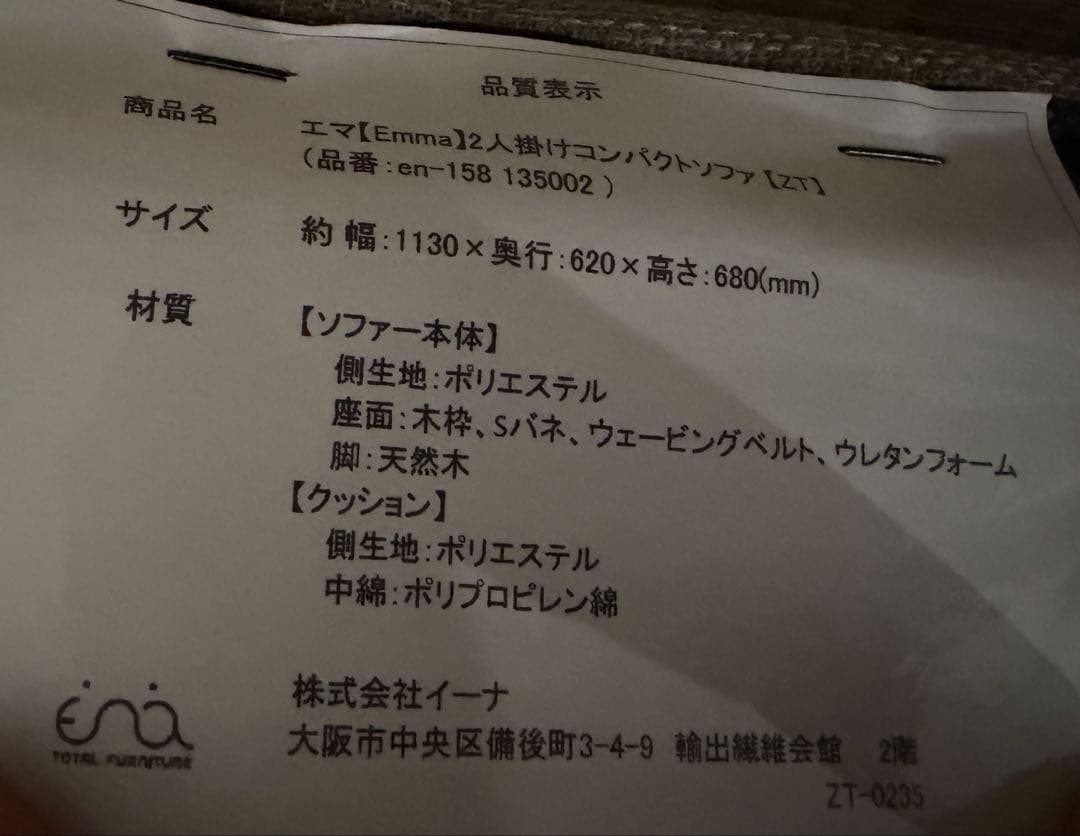 品質表示
商品名 エマ【Emma】2人掛けコンパクトソファ【ZT】
（品番：en-158 135002 ）
サイズ 約 幅：1130×奥行：620×高さ：680(mm)
材質 【ソファー本体】
側生地：ポリエステル
座面：木枠、Sバネ、ウェービングベルト、ウレタンフォーム
脚：天然木
【クッション】
側生地：ポリエステル
中綿：ポリプロピレン綿
株式会社イーナ
ena
TOTAL FURNITURE
大阪市中央区備後町3-4-9 輸出繊維会館 2階
ZT-0235